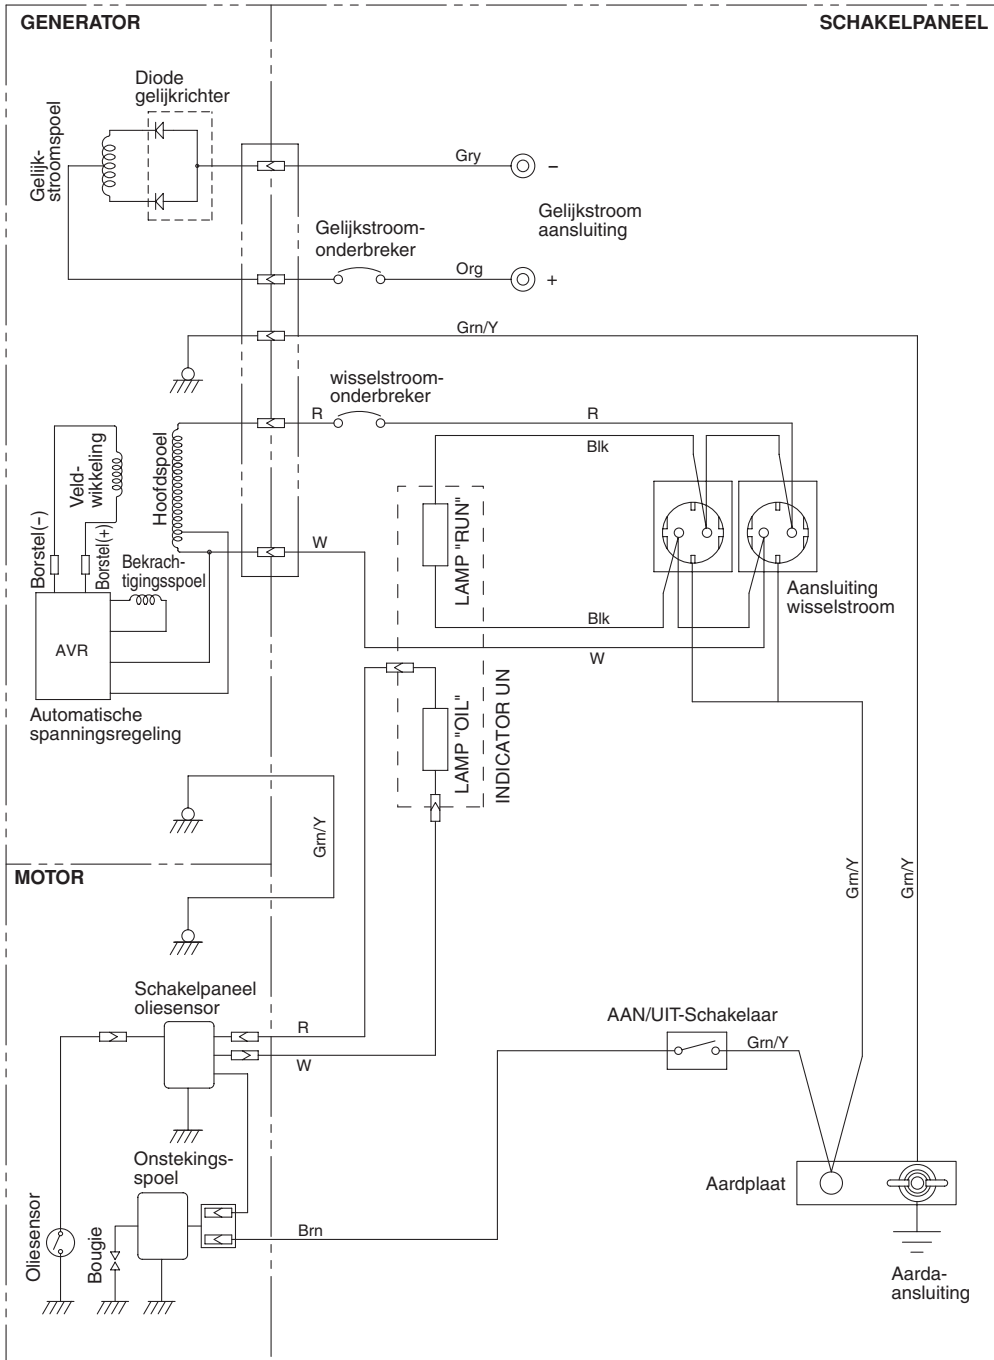 GENERATOR
SCHAKELPANEEL
Diode
gelijkrichter
Gelijk-
stroomspoel
Gry
−
Gelijkstroom
aansluiting
Gelijkstroom-
onderbreker
Org
+
Grn/Y
wisselstroom-
onderbreker
R
R
Blk
Hoofdspoel
Veld-
wikkeling
LAMP "RUN"
W
Borstel(−)
Borstel(+)
Bekrach-
tigingsspoel
Aansluiting
wisselstroom
Blk
AVR
W
Automatische
spanningsregeling
LAMP "OIL"
INDICATOR UN
Grn/Y
MOTOR
Grn/Y
Grn/Y
Schakelpaneel
oliesensor
R
W
AAN/UIT-Schakelaar
Grn/Y
Onstekings-
spoel
Aardplaat
Oliesensor
Bougie
Brn
Aarda-
ansluiting